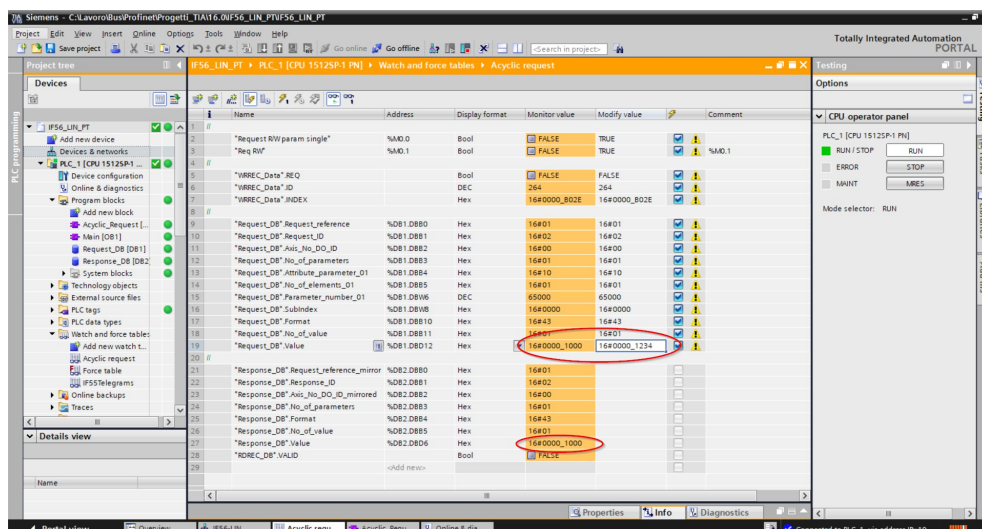 Siemens - C:\Lavoro\Bus\Profinet\Progetti_TIA\16.0\IF56_LIN_PT\IF56_LIN_PT
Project Edit View Insert Online Options Tools Window Help
Totally Integrated Automation
PORTAL
Save project Go online Go offline <Search in project>
Project tree
IF56_LIN_PT PLC_1 [CPU 1512SP-1 PN] Watch and force tables Acyclic request
Testing
Devices
Options
i Name Address Display format Monitor value Modify value Comment
CPU operator panel
PLC_1 [CPU 1512SP-1 PN]
RUN / STOP RUN
ERROR STOP
MAINT MRES
Mode selector: RUN
PLC programming
IF56_LIN_PT
Add new device
Devices & networks
PLC_1 [CPU 1512SP-1 ...
Device configuration
Online & diagnostics
Program blocks
Add new block
Acyclic_Request [...
Main [OB1]
Request_DB [DB1]
Response_DB [DB2]
System blocks
Technology objects
External source files
PLC tags
PLC data types
Watch and force tables
Add new watch t...
Acyclic request
Force table
IF55Telegrams
Online backups
Traces
Details view
Name
1 //
2 "Request R/W param single" %M0.0 Bool FALSE TRUE
3 "Req RW" %M0.1 Bool FALSE TRUE %M0.1
4 //
5 "WRREC_Data".REQ Bool FALSE FALSE
6 "WRREC_Data".ID DEC 264 264
7 "WRREC_Data".INDEX Hex 16#0000_B02E 16#0000_B02E
8 //
9 "Request_DB".Request_reference %DB1.DBB0 Hex 16#01 16#01
10 "Request_DB".Request_ID %DB1.DBB1 Hex 16#02 16#02
11 "Request_DB".Axis_No_DO_ID %DB1.DBB2 Hex 16#00 16#00
12 "Request_DB".No_of_parameters %DB1.DBB3 Hex 16#01 16#01
13 "Request_DB".Attribute_parameter_01 %DB1.DBB4 Hex 16#10 16#10
14 "Request_DB".No_of_elements_01 %DB1.DBB5 Hex 16#01 16#01
15 "Request_DB".Parameter_number_01 %DB1.DBW6 DEC 65000 65000
16 "Request_DB".SubIndex %DB1.DBW8 Hex 16#0000 16#0000
17 "Request_DB".Format %DB1.DBB10 Hex 16#43 16#43
18 "Request_DB".No_of_value %DB1.DBB11 Hex 16#01 16#01
19 "Request_DB".Value %DB1.DBD12 Hex 16#0000_1000 16#0000_1234
20 //
21 "Response_DB".Request_reference_mirror %DB2.DBB0 Hex 16#01
22 "Response_DB".Response_ID %DB2.DBB1 Hex 16#02
23 "Response_DB".Axis_No_DO_ID_mirrored %DB2.DBB2 Hex 16#00
24 "Response_DB".No_of_parameters %DB2.DBB3 Hex 16#01
25 "Response_DB".Format %DB2.DBB4 Hex 16#43
26 "Response_DB".No_of_value %DB2.DBB5 Hex 16#01
27 "Response_DB".Value %DB2.DBD6 Hex 16#0000_1000
28 "RDREC_DB".VALID Bool FALSE
29 <Add new>
Properties Info Diagnostics
Portal view Overview IF56-LIN Acyclic requ... Acyclic_Requ... Online & dia...